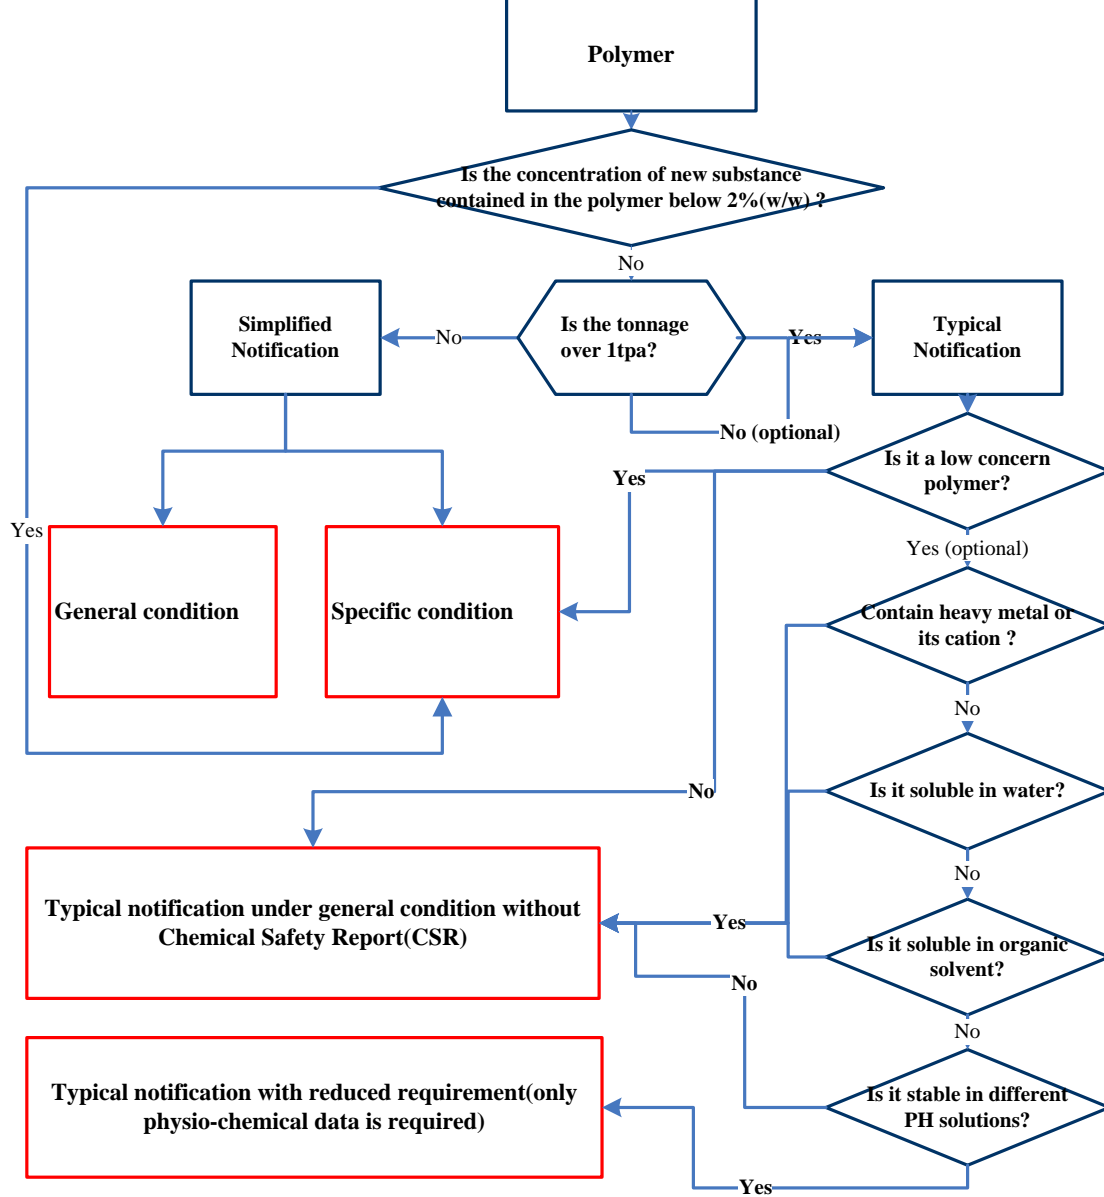 Polymer
Is the concentration of new substance
contained in the polymer below 2%(w/w) ?
No
Simplified
Notification
No
Is the tonnage
over 1tpa?
Yes
Typical
Notification
No (optional)
Is it a low concern
polymer?
Yes
Yes
Yes (optional)
General condition
Specific condition
Contain heavy metal or
its cation ?
No
No
Is it soluble in water?
No
Typical notification under general condition without
Chemical Safety Report(CSR)
Yes
Is it soluble in organic
solvent?
No
No
Typical notification with reduced requirement(only
physio-chemical data is required)
Is it stable in different
PH solutions?
Yes